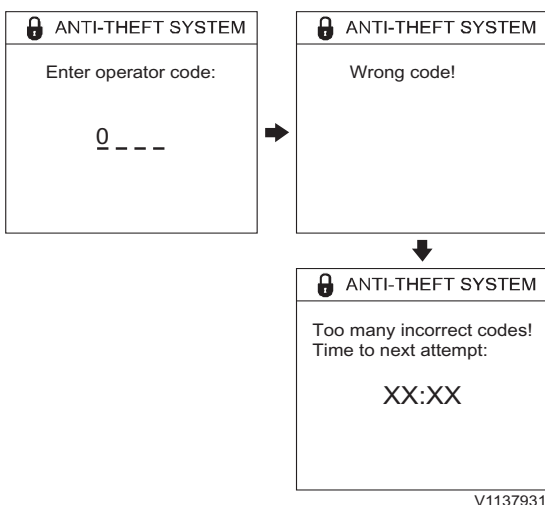 ANTI-THEFT SYSTEM
Enter operator code:
0 _ _ _
ANTI-THEFT SYSTEM
Wrong code!
ANTI-THEFT SYSTEM
Too many incorrect codes!
Time to next attempt:
XX:XX
V1137931